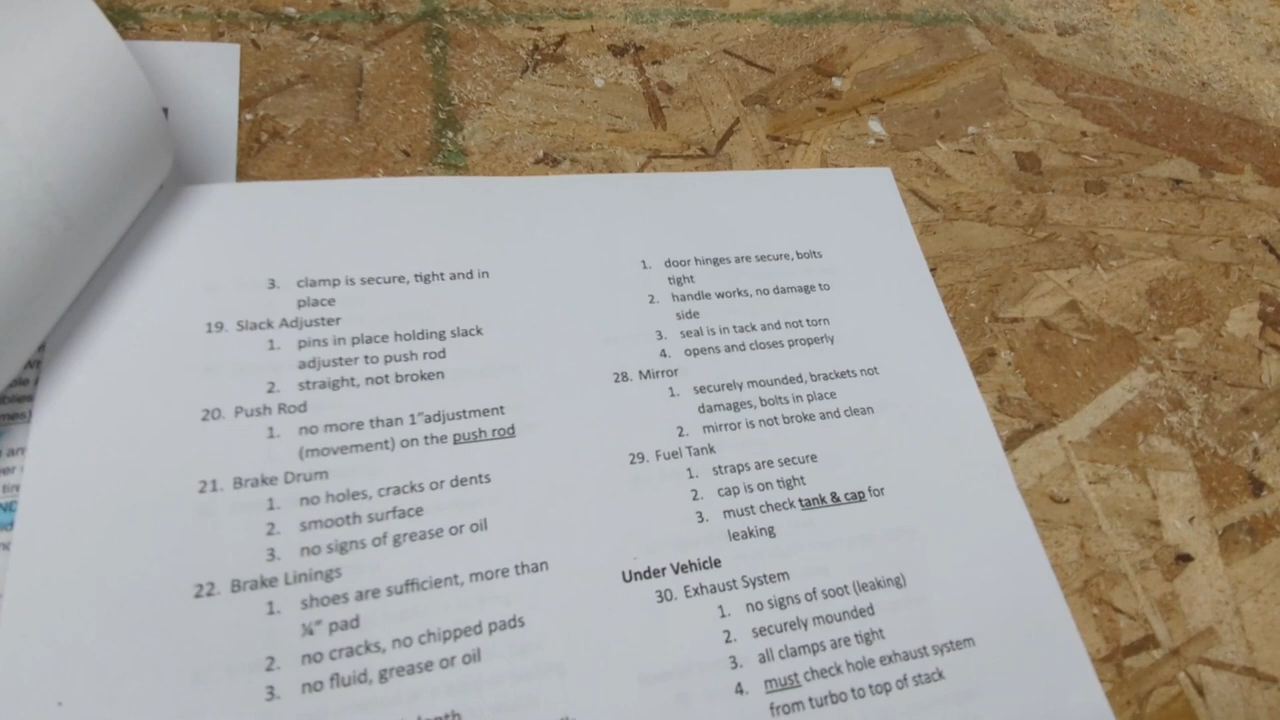 3. clamp is secure, tight and in
place
19. Slack Adjuster
1. pins in place holding slack
adjuster to push rod
2. straight, not broken
20. Push Rod
1. no more than 1"adjustment
(movement) on the push rod
21. Brake Drum
1. no holes, cracks or dents
2. smooth surface
3. no signs of grease or oil
22. Brake Linings
1. shoes are sufficient, more than
¼" pad
2. no cracks, no chipped pads
3. no fluid, grease or oil
1. door hinges are secure, bolts
tight
2. handle works, no damage to
side
3. seal is in tack and not torn
4. opens and closes properly
28. Mirror
1. securely mounted, brackets not
damages, bolts in place
2. mirror is not broke and clean
29. Fuel Tank
1. straps are secure
2. cap is on tight
3. must check tank & cap for
leaking
Under Vehicle
30. Exhaust System
1. no signs of soot (leaking)
2. securely mounted
3. all clamps are tight
4. must check hole exhaust system
from turbo to top of stack